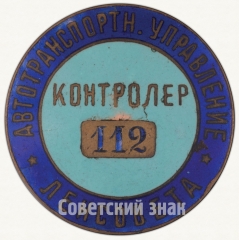 АВТОТРАНСПОРТН. УПРАВЛЕНИЕ
КОНТРОЛЕР
112
ЛЕНСОВЕТА
Советский знак